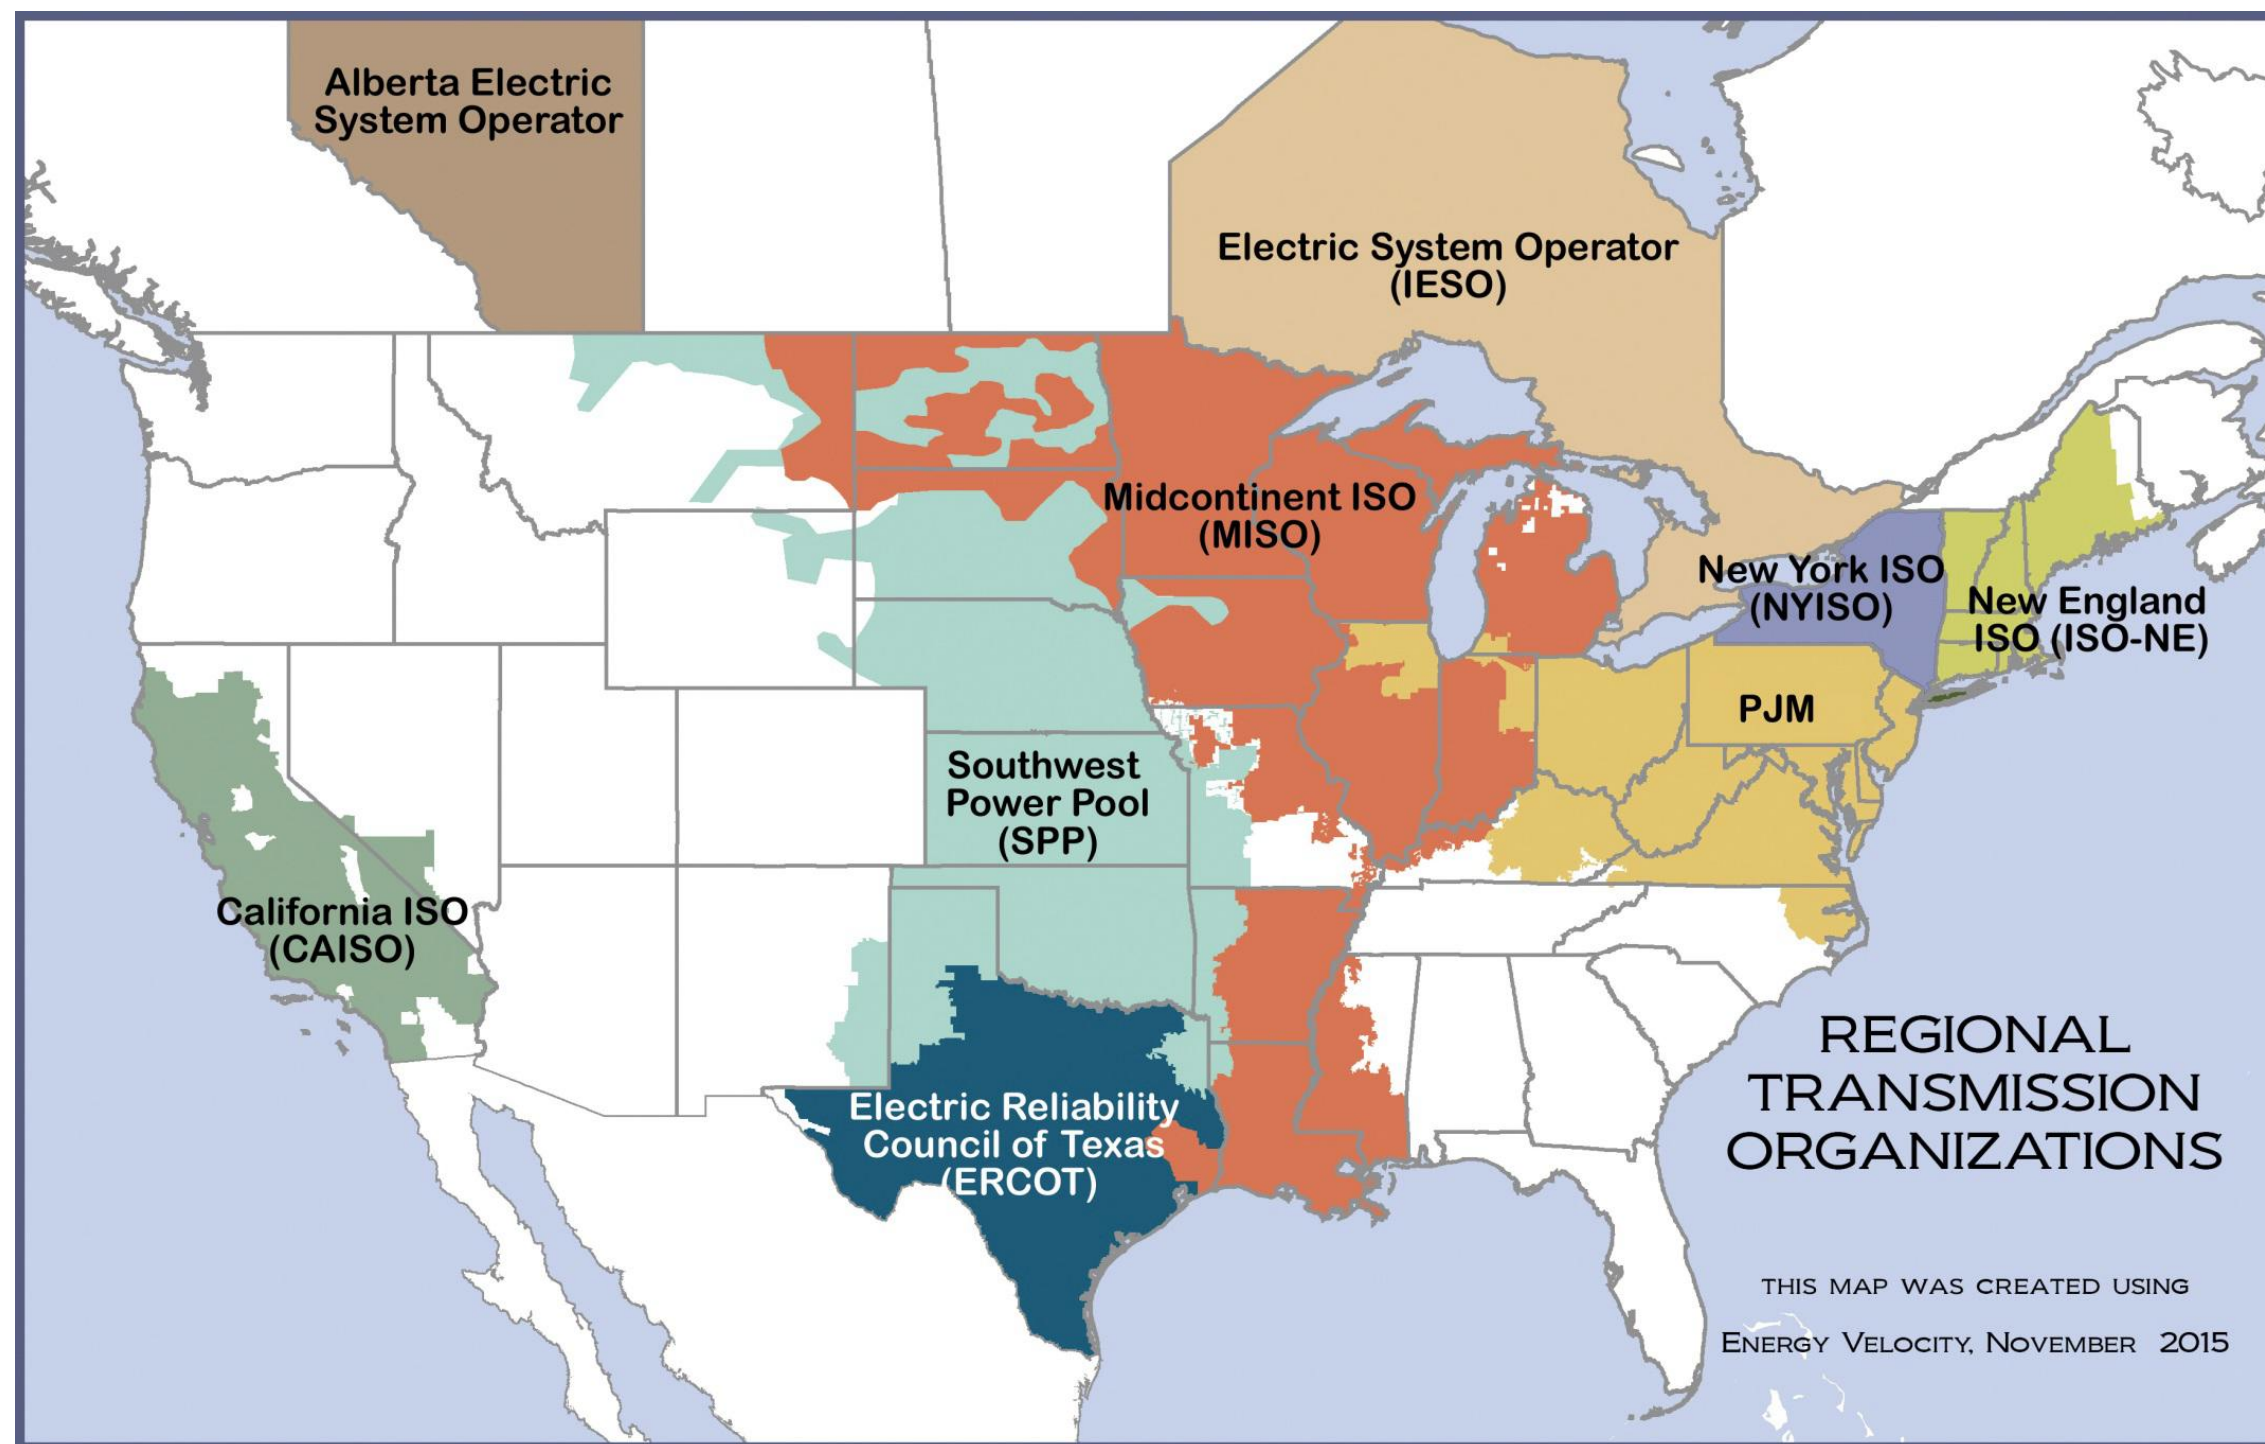 Alberta Electric
System Operator
Electric System Operator
(IESO)
Midcontinent ISO
(MISO)
New York ISO
(NYISO)
New England
ISO (ISO-NE)
PJM
Southwest
Power Pool
(SPP)
California ISO
(CAISO)
Electric Reliability
Council of Texas
(ERCOT)
REGIONAL
TRANSMISSION
ORGANIZATIONS
THIS MAP WAS CREATED USING
ENERGY VELOCITY, NOVEMBER 2015